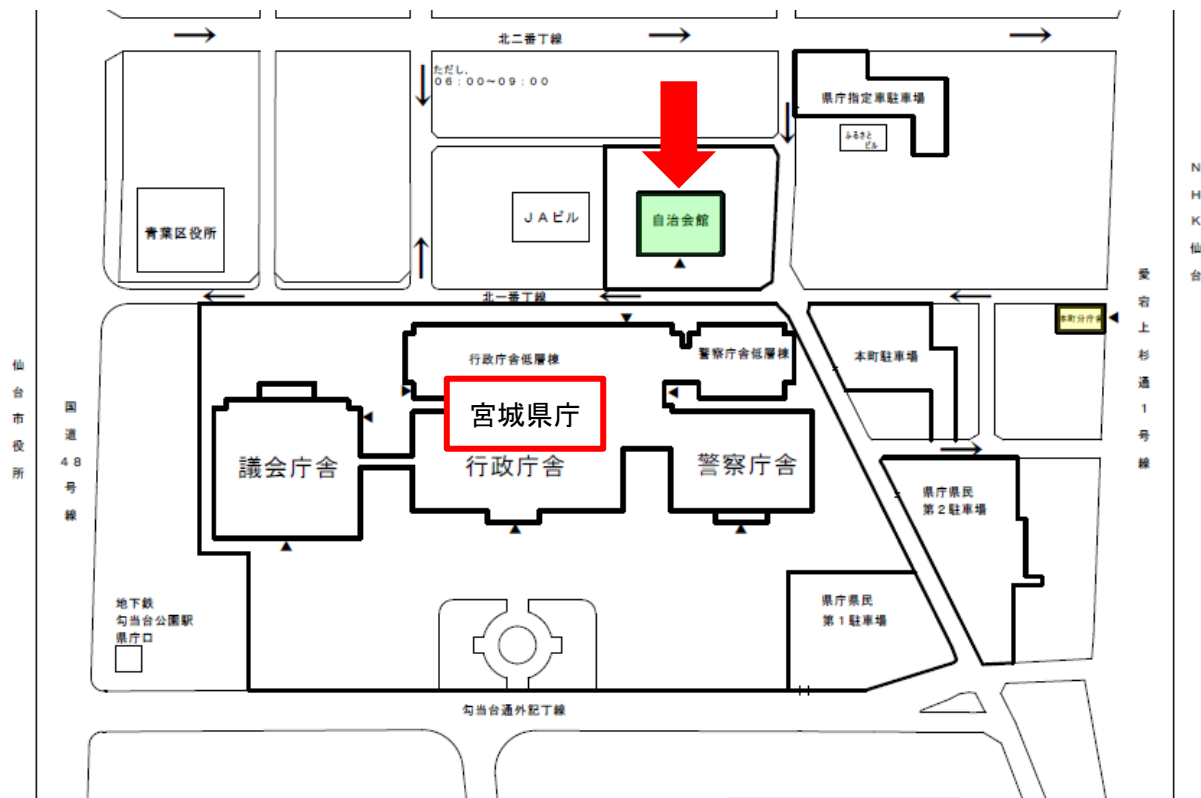 北二番丁線
ただし、
06：00～09：00
県庁指定車駐車場
ふるさと
ビル
NHK仙台
青葉区役所
JAビル
自治会館
愛宕上杉通1号線
北一番丁線
本町分庁舎
行政庁舎低層棟
警察庁舎低層棟
本町駐車場
仙台市役所
国道48号線
宮城県庁
議会庁舎
行政庁舎
警察庁舎
県庁県民
第2駐車場
地下鉄
勾当台公園駅
県庁口
県庁県民
第1駐車場
勾当台通外記丁線